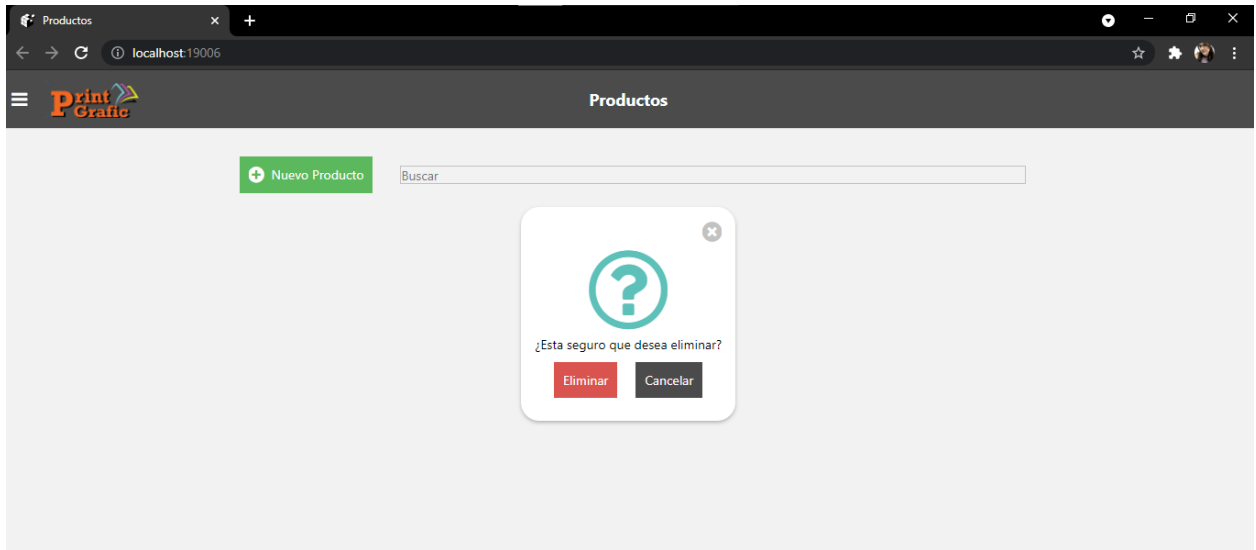 Productos
localhost:19006
Print
Grafic
Productos
Nuevo Producto
Buscar
¿Esta seguro que desea eliminar?
Eliminar
Cancelar